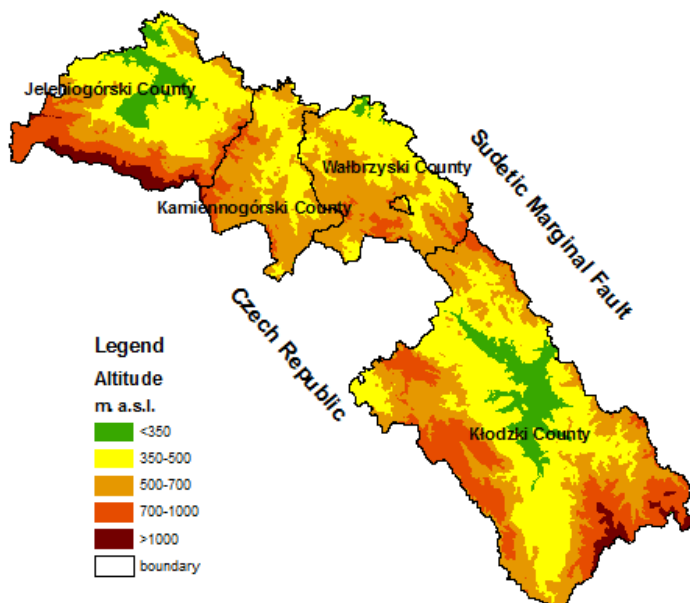 Jeleniogórski County
Wałbrzyski County
Kamiennogórski County
Sudetic Marginal Fault
Czech Republic
Kłodzki County
Legend
Altitude
m. a.s.l.
<350
350-500
500-700
700-1000
>1000
boundary